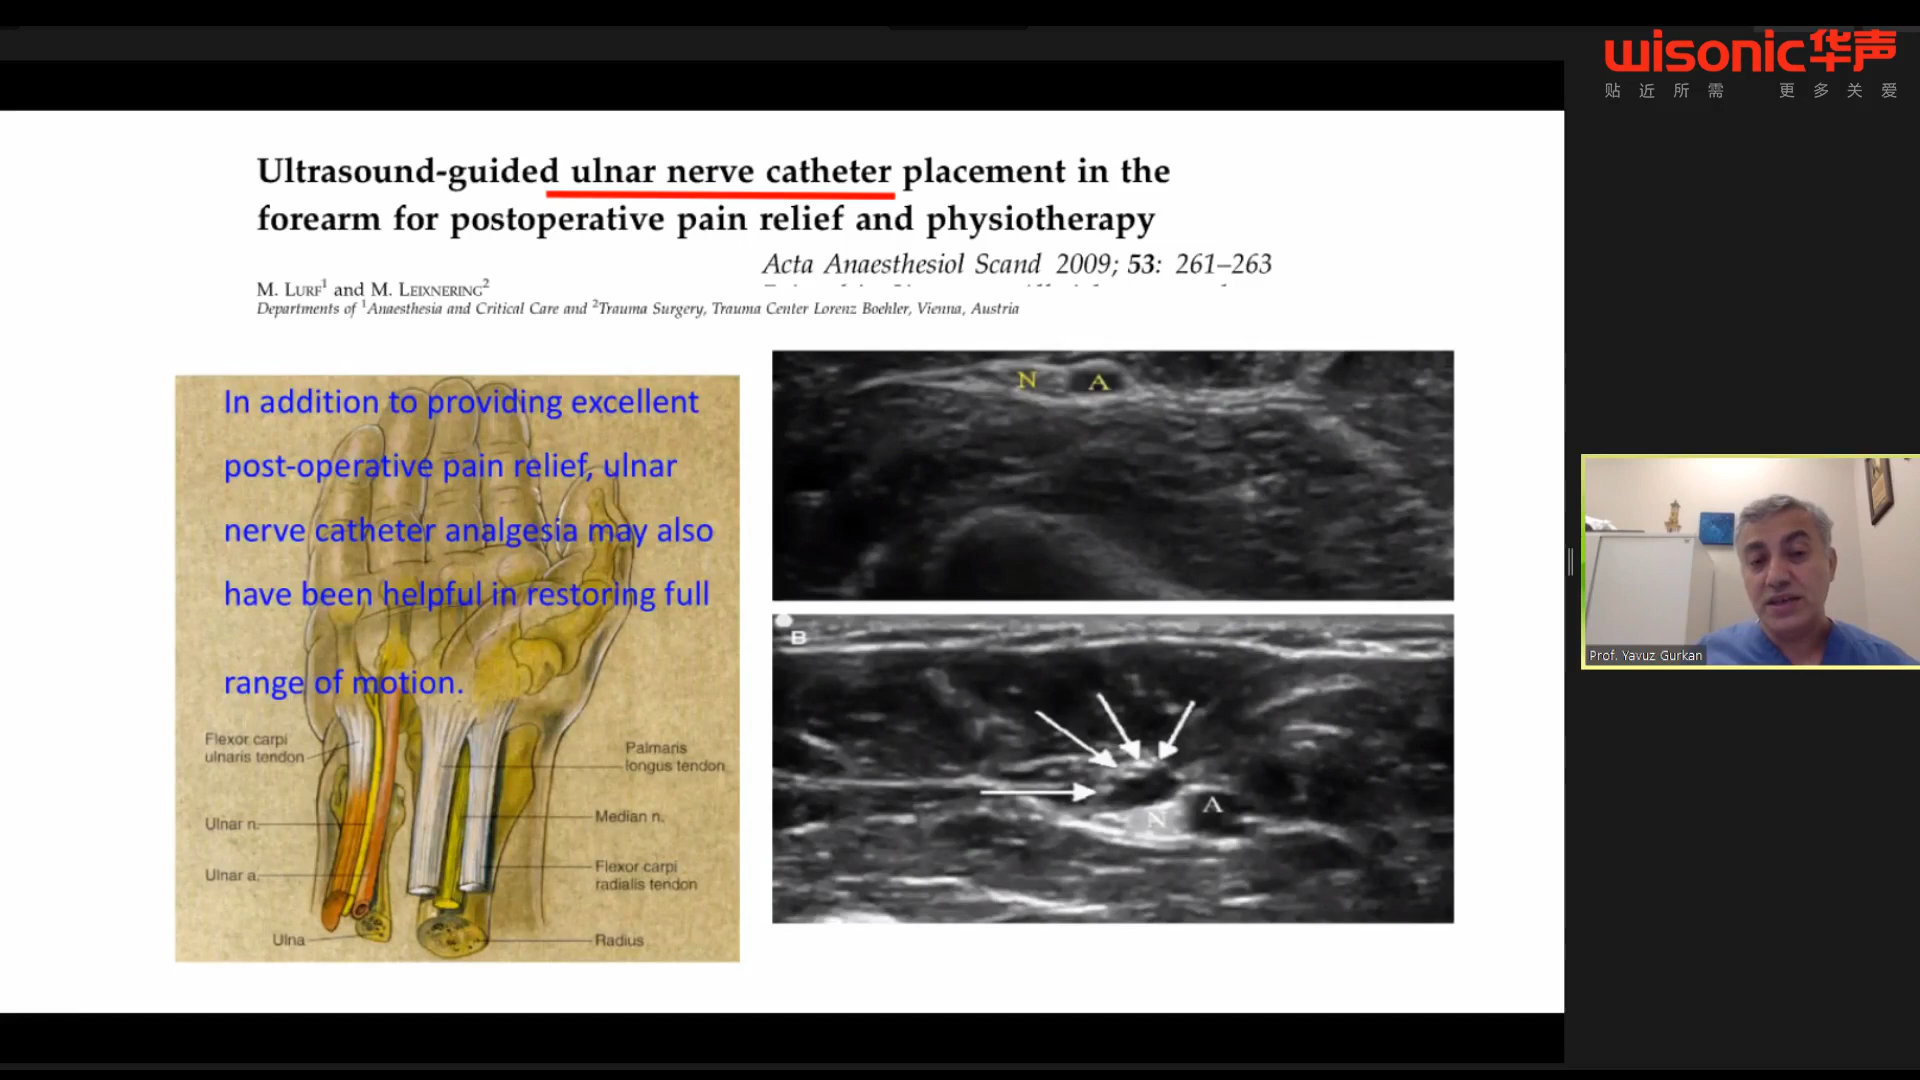 wisonic华声
贴近所需 更多关爱
Ultrasound-guided ulnar nerve catheter placement in the
forearm for postoperative pain relief and physiotherapy
Acta Anaesthesiol Scand 2009; 53: 261–263
M. Lurf1 and M. Leixnering2
Departments of 1Anaesthesia and Critical Care and 2Trauma Surgery, Trauma Center Lorenz Boehler, Vienna, Austria
In addition to providing excellent
post-operative pain relief, ulnar
nerve catheter analgesia may also
have been helpful in restoring full
range of motion.
Flexor carpi
ulnaris tendon
Ulnar n.
Ulnar a.
Ulna
Palmaris
longus tendon
Median n.
Flexor carpi
radialis tendon
Radius
N A
B
A
N
Prof. Yavuz Gurkan